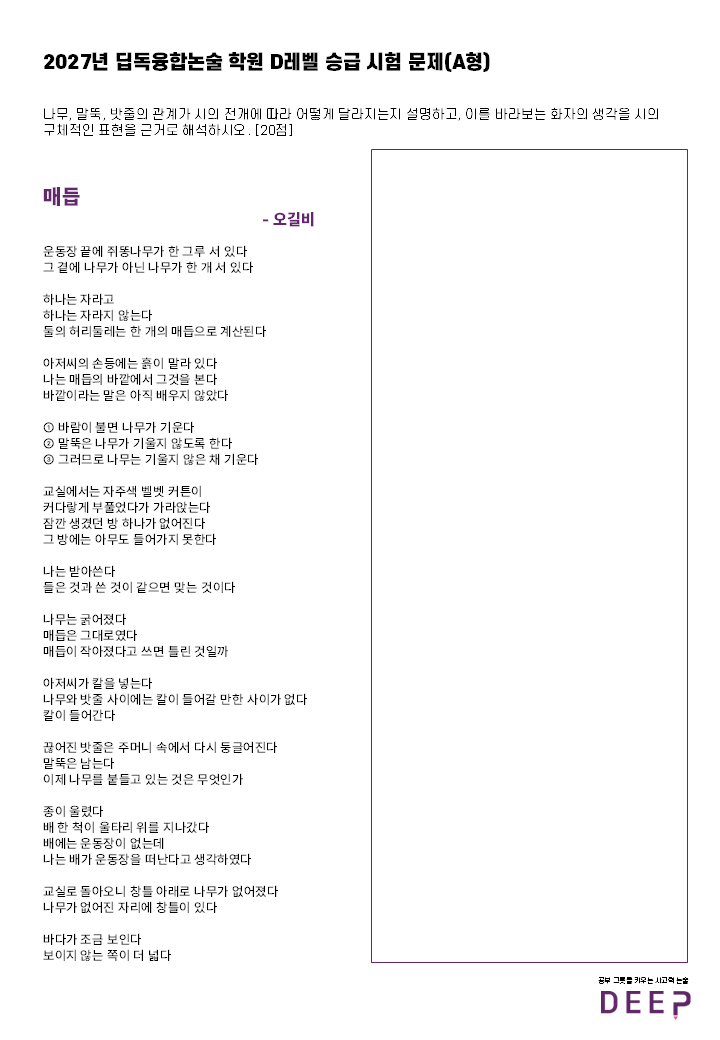 2027년 딥독융합논술 학원 D레벨 승급 시험 문제(A형)
나무, 말뚝, 밧줄의 관계가 시의 전개에 따라 어떻게 달라지는지 설명하고, 이를 바라보는 화자의 생각을 시의
구체적인 표현을 근거로 해석하시오. [20점]
매듭
- 오길비
운동장 끝에 쥐똥나무가 한 그루 서 있다
그 곁에 나무가 아닌 나무가 한 개 서 있다
하나는 자라고
하나는 자라지 않는다
둘의 허리둘레는 한 개의 매듭으로 계산된다
아저씨의 손등에는 흙이 말라 있다
나는 매듭의 바깥에서 그것을 본다
바깥이라는 말은 아직 배우지 않았다
① 바람이 불면 나무가 기운다
② 말뚝은 나무가 기울지 않도록 한다
③ 그러므로 나무는 기울지 않은 채 기운다
교실에서는 자주색 벨벳 커튼이
커다랗게 부풀었다가 가라앉는다
잠깐 생겼던 방 하나가 없어진다
그 방에는 아무도 들어가지 못한다
나는 받아쓴다
들은 것과 쓴 것이 같으면 맞는 것이다
나무는 굵어졌다
매듭은 그대로였다
매듭이 작아졌다고 쓰면 틀린 것일까
아저씨가 칼을 넣는다
나무와 밧줄 사이에는 칼이 들어갈 만한 사이가 없다
칼이 들어간다
끊어진 밧줄은 주머니 속에서 다시 둥글어진다
말뚝은 남는다
이제 나무를 붙들고 있는 것은 무엇인가
종이 울렸다
배 한 척이 울타리 위를 지나갔다
배에는 운동장이 없는데
나는 배가 운동장을 떠난다고 생각하였다
교실로 돌아오니 창틀 아래로 나무가 없어졌다
나무가 없어진 자리에 창틀이 있다
바다가 조금 보인다
보이지 않는 쪽이 더 넓다
공부 그릇을 키우는 사고력 논술
DEEP